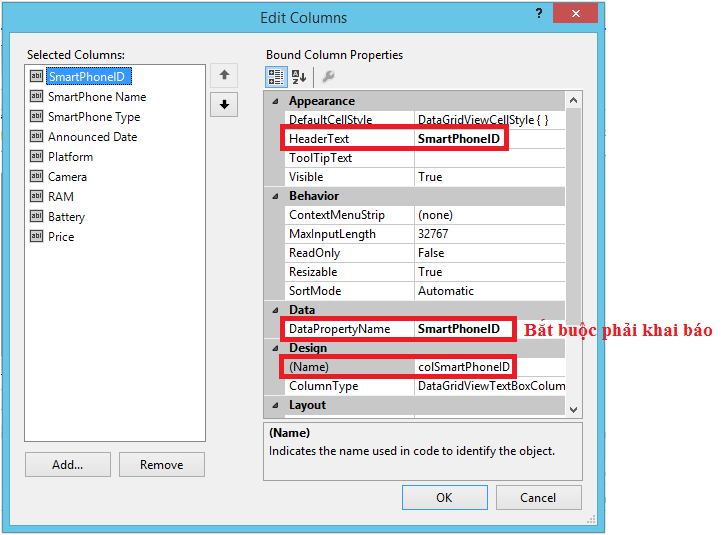 Edit Columns
?
Selected Columns:
SmartPhoneID
SmartPhone Name
SmartPhone Type
Announced Date
Platform
Camera
RAM
Battery
Price
Add...
Remove
Bound Column Properties
Appearance
DefaultCellStyle DataGridViewCellStyle { }
HeaderText SmartPhoneID
ToolTipText
Visible True
Behavior
ContextMenuStrip (none)
MaxInputLength 32767
ReadOnly False
Resizable True
SortMode Automatic
Data
DataPropertyName SmartPhoneID
Bắt buộc phải khai báo
Design
(Name) colSmartPhoneID
ColumnType DataGridViewTextBoxColum
Layout
(Name)
Indicates the name used in code to identify the object.
OK
Cancel